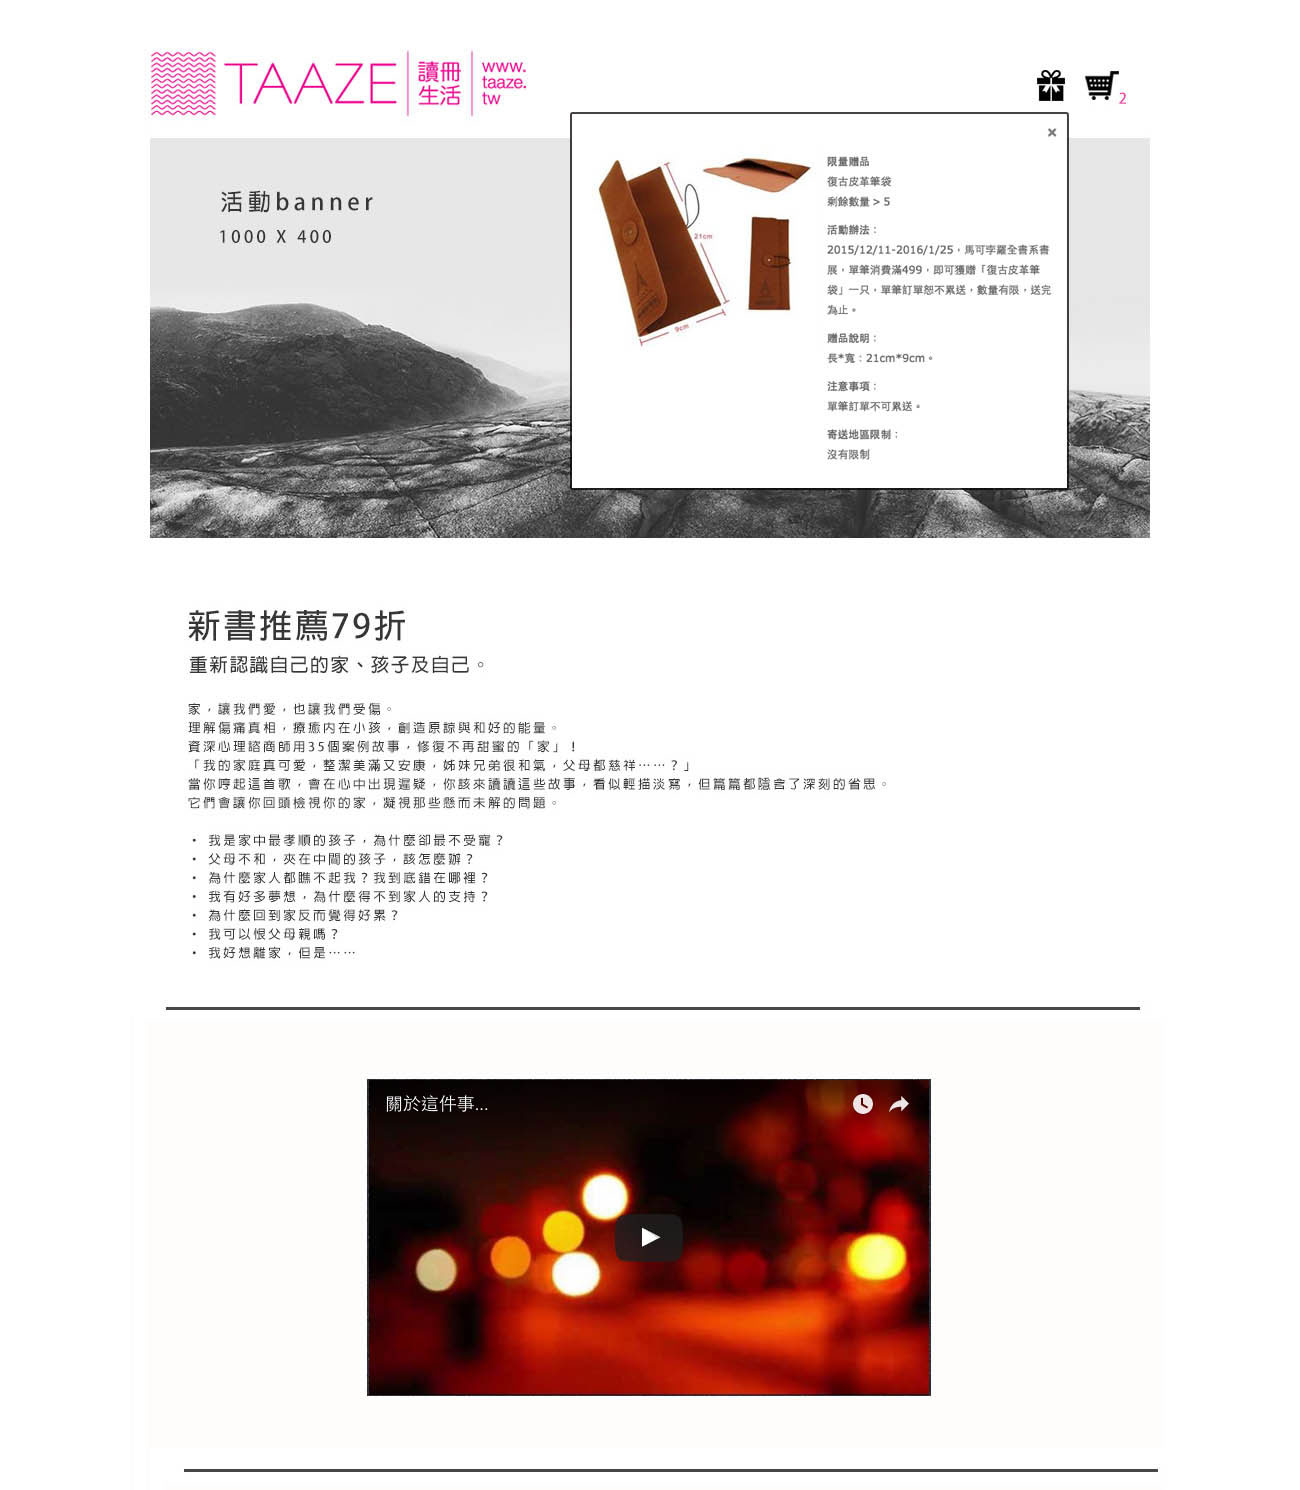 TAAZE
讀冊
生活
www.
taaze.
tw
2
活動banner
1000 X 400
×
21cm
9cm
限量贈品
復古皮革筆袋
剩餘數量 > 5
活動辦法：
2015/12/11-2016/1/25，馬可孛羅全書系書
展，單筆消費滿499，即可獲贈「復古皮革筆
袋」一只，單筆訂單恕不累送，數量有限，送完
為止。
贈品說明：
長*寬：21cm*9cm。
注意事項：
單筆訂單不可累送。
寄送地區限制：
沒有限制
新書推薦79折
重新認識自己的家、孩子及自己。
家，讓我們愛，也讓我們受傷。
理解傷痛真相，療癒內在小孩，創造原諒與和好的能量。
資深心理諮商師用35個案例故事，修復不再甜蜜的「家」！
「我的家庭真可愛，整潔美滿又安康，姊妹兄弟很和氣，父母都慈祥……？」
當你哼起這首歌，會在心中出現遲疑，你該來讀讀這些故事，看似輕描淡寫，但篇篇都隱含了深刻的省思。
它們會讓你回頭檢視你的家，凝視那些懸而未解的問題。
• 我是家中最孝順的孩子，為什麼卻最不受寵？
• 父母不和，夾在中間的孩子，該怎麼辦？
• 為什麼家人都瞧不起我？我到底錯在哪裡？
• 我有好多夢想，為什麼得不到家人的支持？
• 為什麼回到家反而覺得好累？
• 我可以恨父母親嗎？
• 我好想離家，但是……
關於這件事...